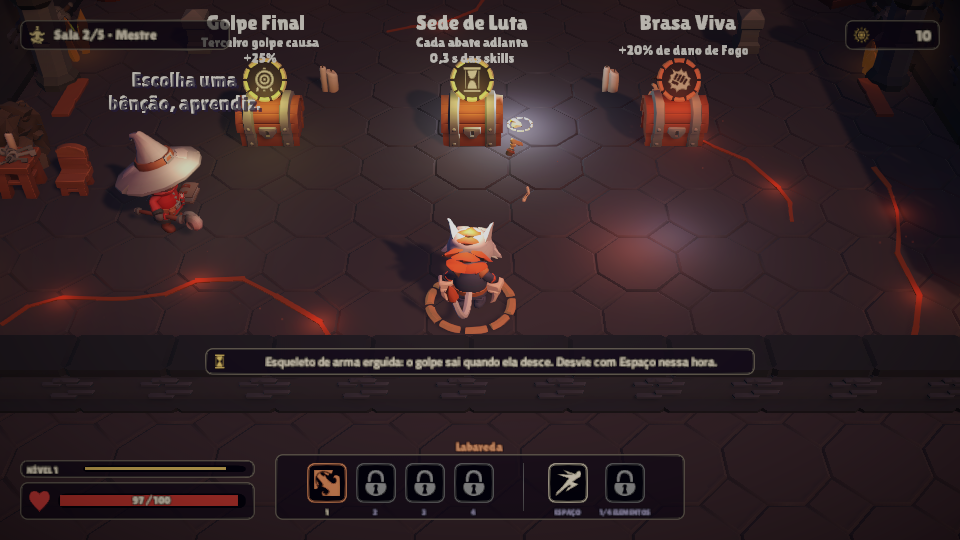 Sala 2/5 - Mestre
Golpe Final
Terceiro golpe causa
+25%
Sede de Luta
Cada abate adianta
0,3 s das skills
Brasa Viva
+20% de dano de Fogo
10
Escolha uma
bênção, aprendiz.
Esqueleto de arma erguida: o golpe sai quando ela desce. Desvie com Espaço nessa hora.
Labareda
NÍVEL 1
97 / 100
1
2
3
4
ESPAÇO
1/4 ELEMENTOS